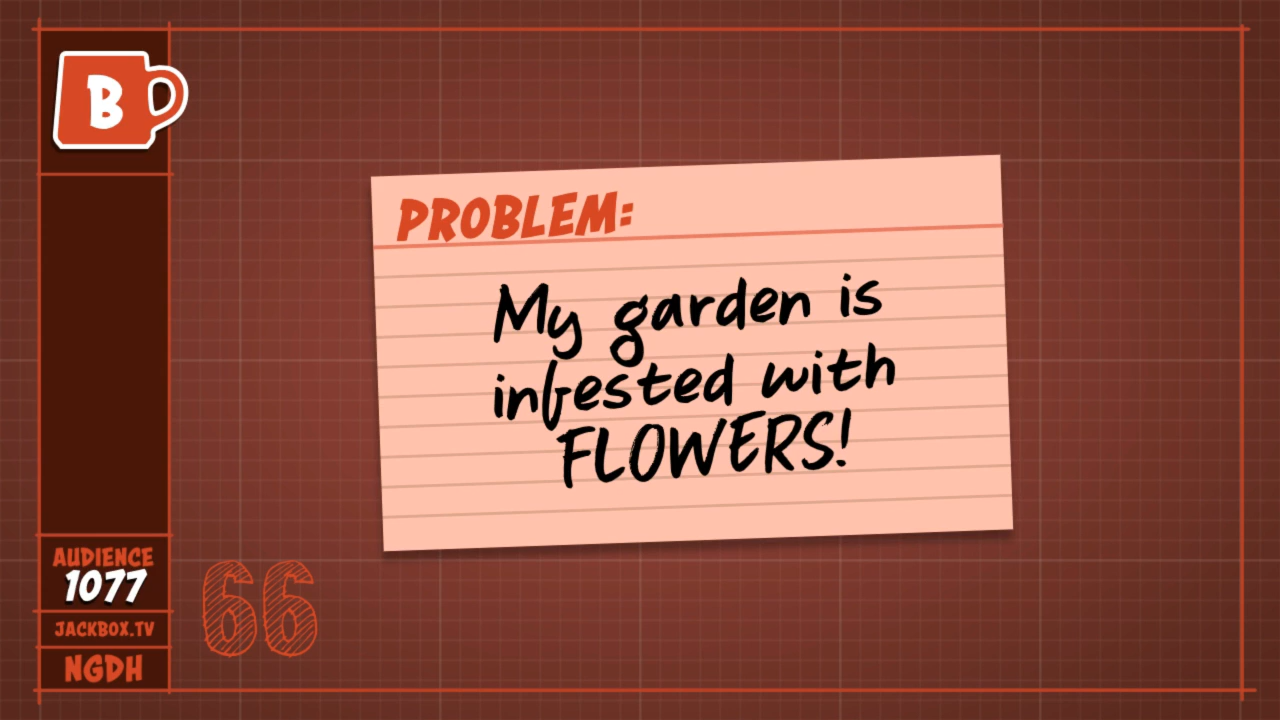 B
PROBLEM:
My garden is
infested with
FLOWERS!
AUDIENCE
1077
JACKBOX.TV
NGDH
66